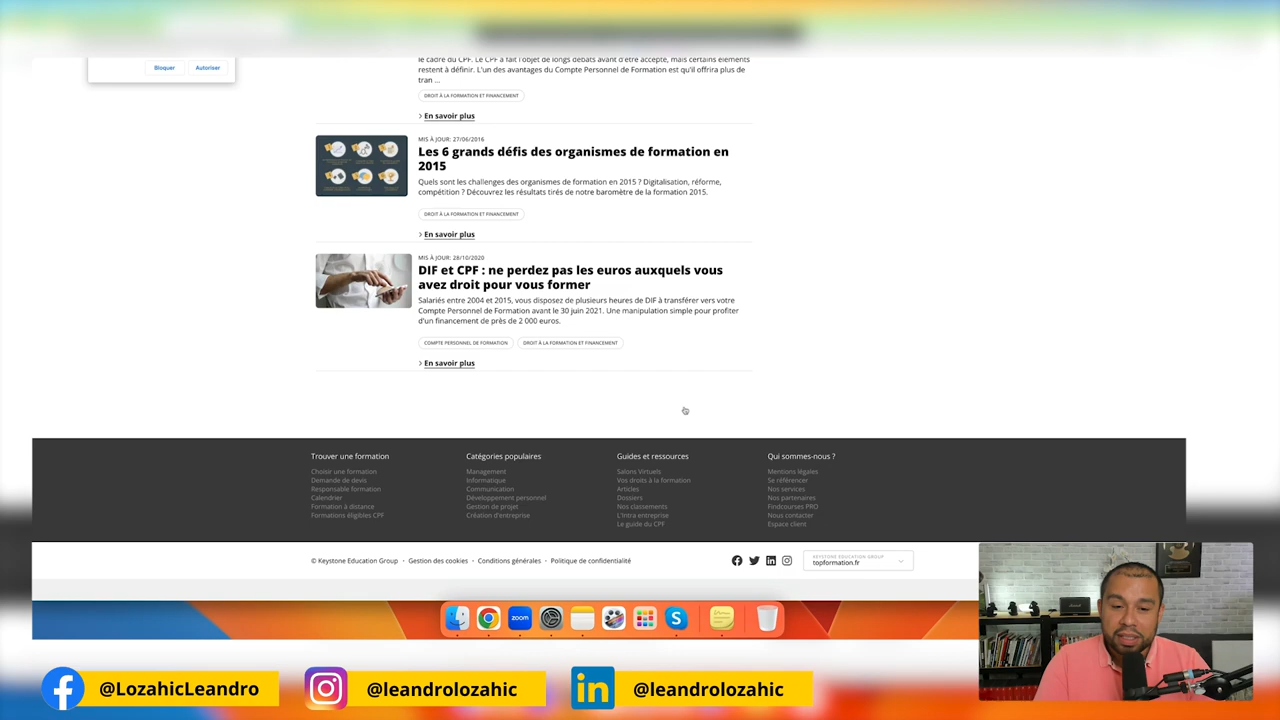 Bloquer
Autoriser
le cadre du CPF. Le CPF a fait l'objet de longs débats avant d'être accepté, mais certains éléments
restent à définir. L'un des avantages du Compte Personnel de Formation est qu'il offrira plus de
tran ...
DROIT À LA FORMATION ET FINANCEMENT
> En savoir plus
MIS À JOUR: 27/06/2016
Les 6 grands défis des organismes de formation en
2015
Quels sont les challenges des organismes de formation en 2015 ? Digitalisation, réforme,
compétition ? Découvrez les résultats tirés de notre baromètre de la formation 2015.
DROIT À LA FORMATION ET FINANCEMENT
> En savoir plus
MIS À JOUR: 28/10/2020
DIF et CPF : ne perdez pas les euros auxquels vous
avez droit pour vous former
Salariés entre 2004 et 2015, vous disposez de plusieurs heures de DIF à transférer vers votre
Compte Personnel de Formation avant le 30 juin 2021. Une manipulation simple pour profiter
d'un financement de près de 2 000 euros.
COMPTE PERSONNEL DE FORMATION
DROIT À LA FORMATION ET FINANCEMENT
> En savoir plus
Trouver une formation
Choisir une formation
Demande de devis
Responsable formation
Calendrier
Formation à distance
Formations éligibles CPF
Catégories populaires
Management
Informatique
Communication
Développement personnel
Gestion de projet
Création d'entreprise
Guides et ressources
Salons Virtuels
Vos droits à la formation
Articles
Dossiers
Nos classements
L'Intra entreprise
Le guide du CPF
Qui sommes-nous ?
Mentions légales
Se référencer
Nos services
Nos partenaires
Findcourses PRO
Nous contacter
Espace client
© Keystone Education Group · Gestion des cookies · Conditions générales · Politique de confidentialité
KEYSTONE EDUCATION GROUP
topformation.fr
zoom
@LozahicLeandro
@leandrolozahic
@leandrolozahic